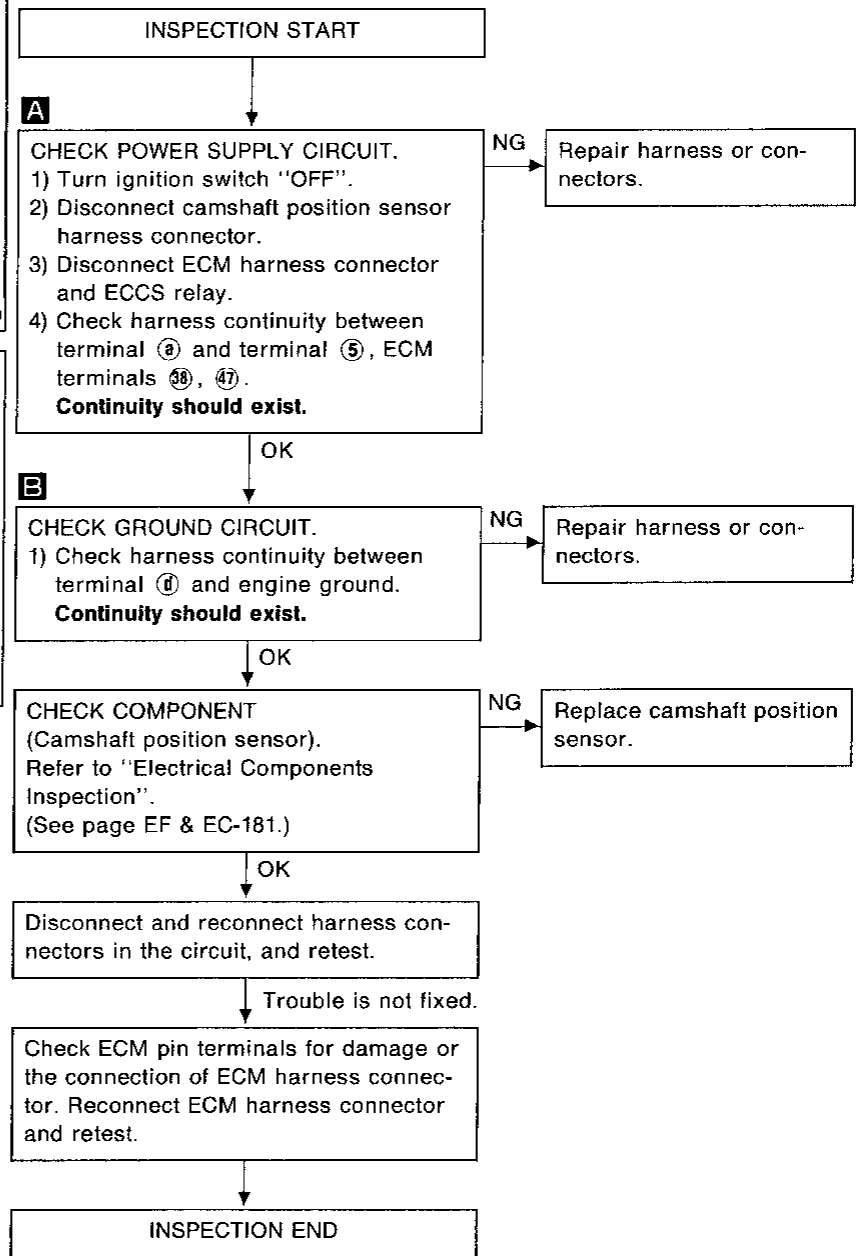 INSPECTION START
A
CHECK POWER SUPPLY CIRCUIT.
1) Turn ignition switch "OFF".
2) Disconnect camshaft position sensor
harness connector.
3) Disconnect ECM harness connector
and ECCS relay.
4) Check harness continuity between
terminal ⓐ and terminal ⑤, ECM
terminals ㊳, ㊼.
Continuity should exist.
NG
Repair harness or con-
nectors.
OK
B
CHECK GROUND CIRCUIT.
1) Check harness continuity between
terminal ⓓ and engine ground.
Continuity should exist.
NG
Repair harness or con-
nectors.
OK
CHECK COMPONENT
(Camshaft position sensor).
Refer to "Electrical Components
Inspection".
(See page EF & EC-181.)
NG
Replace camshaft position
sensor.
OK
Disconnect and reconnect harness con-
nectors in the circuit, and retest.
Trouble is not fixed.
Check ECM pin terminals for damage or
the connection of ECM harness connec-
tor. Reconnect ECM harness connector
and retest.
INSPECTION END